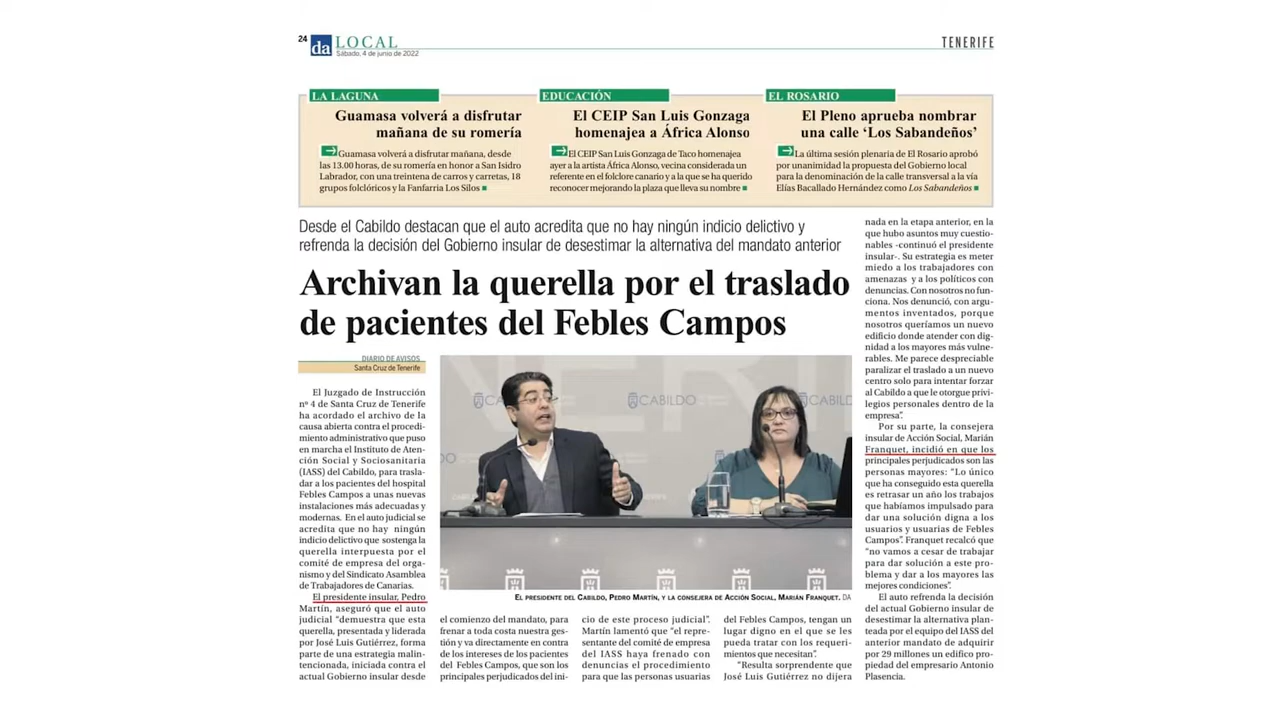 24
da LOCAL
Sábado, 4 de junio de 2022
TENERIFE
LA LAGUNA
Guamasa volverá a disfrutar
mañana de su romería
Guamasa volverá a disfrutar mañana, desde
las 13.00 horas, de su romería en honor a San Isidro
Labrador, con una treintena de carros y carretas, 18
grupos folclóricos y la Fanfarria Los Silos
EDUCACIÓN
El CEIP San Luis Gonzaga
homenajea a África Alonso
El CEIP San Luis Gonzaga de Taco homenajea
ayer a la artista África Alonso, vecina considerada un
referente en el folclore canario y a la que se ha querido
reconocer mejorando la plaza que lleva su nombre
EL ROSARIO
El Pleno aprueba nombrar
una calle ‘Los Sabandeños’
La última sesión plenaria de El Rosario aprobó
por unanimidad la propuesta del Gobierno local
para la denominación de la calle transversal a la vía
Elías Bacallado Hernández como Los Sabandeños
Desde el Cabildo destacan que el auto acredita que no hay ningún indicio delictivo y
refrenda la decisión del Gobierno insular de desestimar la alternativa del mandato anterior
Archivan la querella por el traslado
de pacientes del Febles Campos
DIARIO DE AVISOS
Santa Cruz de Tenerife
El Juzgado de Instrucción
nº 4 de Santa Cruz de Tenerife
ha acordado el archivo de la
causa abierta contra el procedi-
miento administrativo que puso
en marcha el Instituto de Aten-
ción Social y Sociosanitaria
(IASS) del Cabildo, para trasla-
dar a los pacientes del hospital
Febles Campos a unas nuevas
instalaciones más adecuadas y
modernas. En el auto judicial se
acredita que no hay ningún
indicio delictivo que sostenga la
querella interpuesta por el
comité de empresa del orga-
nismo y del Sindicato Asamblea
de Trabajadores de Canarias.
El presidente insular, Pedro
Martín, aseguró que el auto
judicial “demuestra que esta
querella, presentada y liderada
por José Luis Gutiérrez, forma
parte de una estrategia malin-
tencionada, iniciada contra el
actual Gobierno insular desde
CABILDO
CABILDO
CABILDO
EL PRESIDENTE DEL CABILDO, PEDRO MARTÍN, Y LA CONSEJERA DE ACCIÓN SOCIAL, MARIÁN FRANQUET. DA
el comienzo del mandato, para
frenar a toda costa nuestra ges-
tión y va directamente en contra
de los intereses de los pacientes
del Febles Campos, que son los
principales perjudicados del ini-
cio de este proceso judicial”.
Martín lamentó que “el repre-
sentante del comité de empresa
del IASS haya frenado con
denuncias el procedimiento
para que las personas usuarias
del Febles Campos, tengan un
lugar digno en el que se les
pueda tratar con los requeri-
mientos que necesitan”.
“Resulta sorprendente que
José Luis Gutiérrez no dijera
nada en la etapa anterior, en la
que hubo asuntos muy cuestio-
nables -continuó el presidente
insular-. Su estrategia es meter
miedo a los trabajadores con
amenazas y a los políticos con
denuncias. Con nosotros no fun-
ciona. Nos denunció, con argu-
mentos inventados, porque
nosotros queríamos un nuevo
edificio donde atender con dig-
nidad a los mayores más vulne-
rables. Me parece despreciable
paralizar el traslado a un nuevo
centro solo para intentar forzar
al Cabildo a que le otorgue privi-
legios personales dentro de la
empresa”.
Por su parte, la consejera
insular de Acción Social, Marián
Franquet, incidió en que los
principales perjudicados son las
personas mayores: “Lo único
que ha conseguido esta querella
es retrasar un año los trabajos
que habíamos impulsado para
dar una solución digna a los
usuarios y usuarias de Febles
Campos”. Franquet recalcó que
“no vamos a cesar de trabajar
para dar solución a este pro-
blema y dar a los mayores las
mejores condiciones”.
El auto refrenda la decisión
del actual Gobierno insular de
desestimar la alternativa plan-
teada por el equipo del IASS del
anterior mandato de adquirir
por 29 millones un edifico pro-
piedad del empresario Antonio
Plasencia.